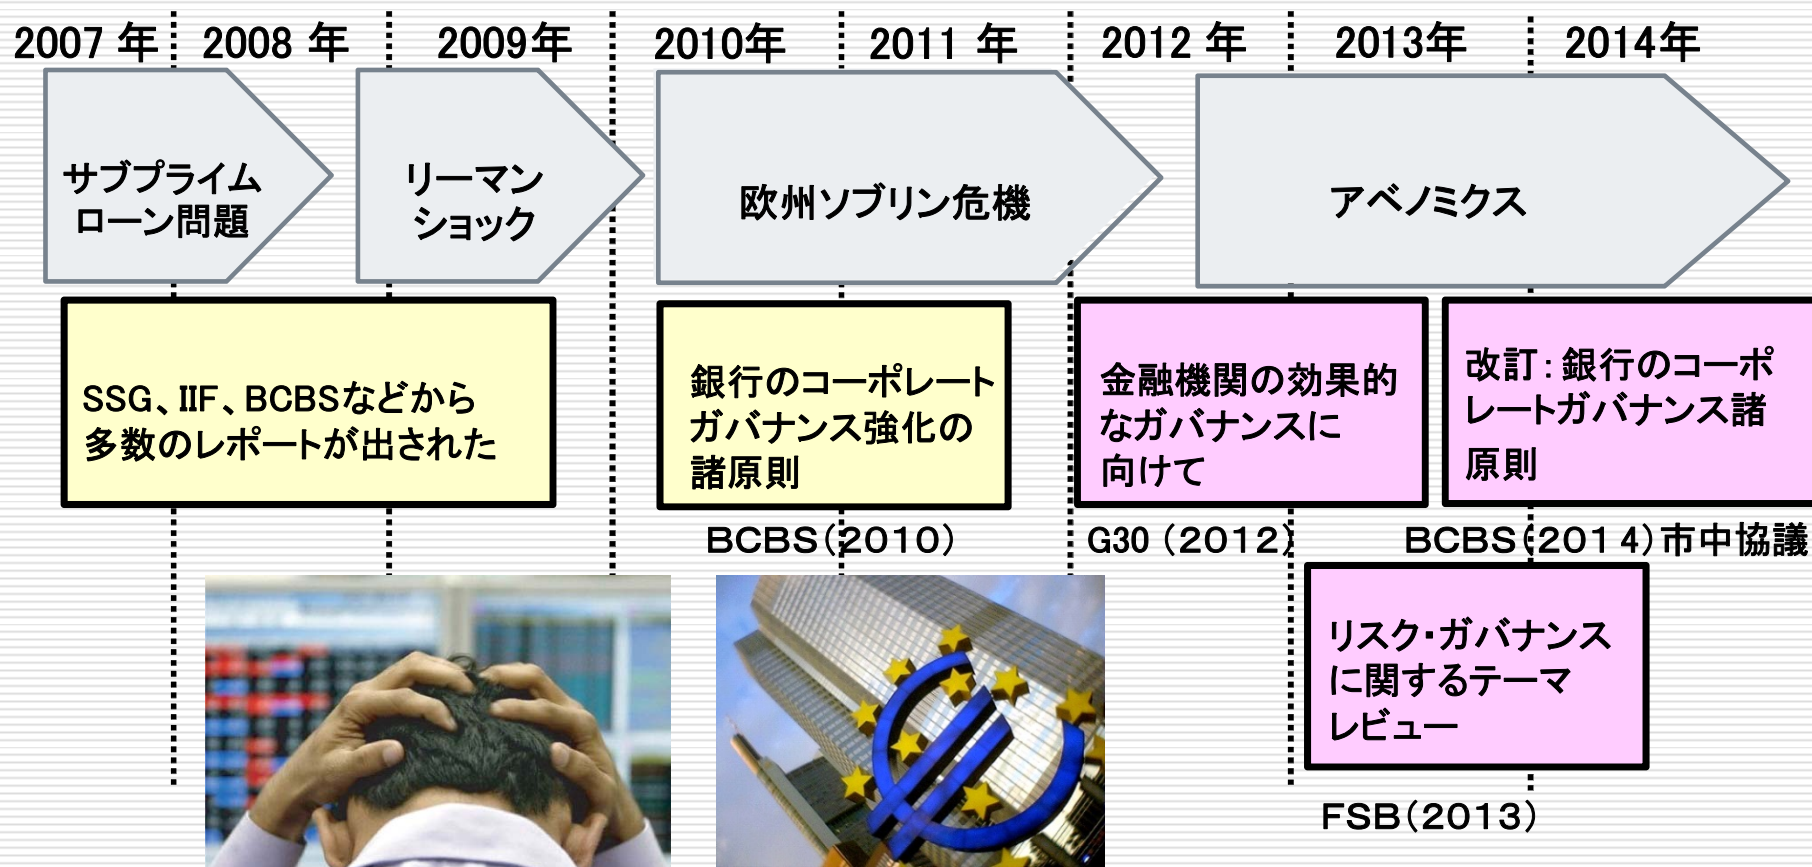 2007 年
2008 年
2009年
2010年
2011 年
2012 年
2013年
2014年
サブプライム
ローン問題
リーマン
ショック
欧州ソブリン危機
アベノミクス
SSG、IIF、BCBSなどから
多数のレポートが出された
銀行のコーポレート
ガバナンス強化の
諸原則
BCBS(2010)
金融機関の効果的
なガバナンスに
向けて
G30 (2012)
改訂：銀行のコーポ
レートガバナンス諸
原則
BCBS(2014)市中協議
リスク・ガバナンス
に関するテーマ
レビュー
FSB(2013)